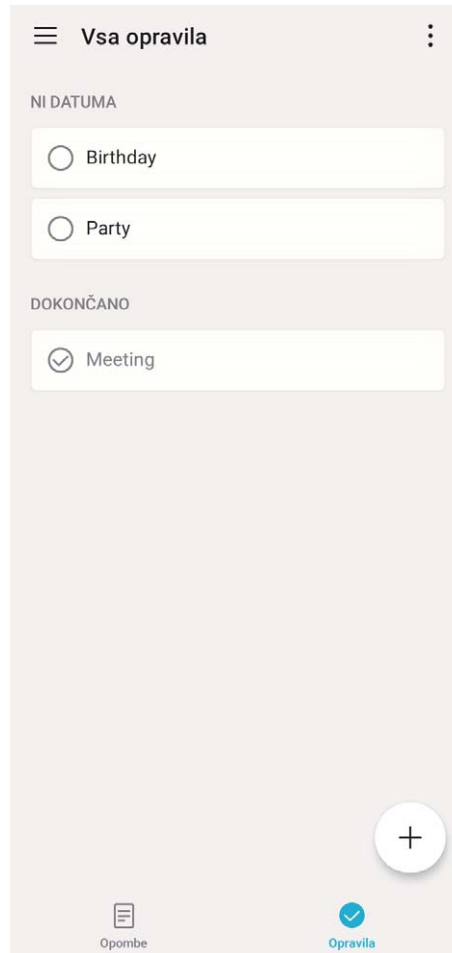 Vsa opravila
NI DATUMA
Birthday
Party
DOKONČANO
Meeting
Opombe
Opravila